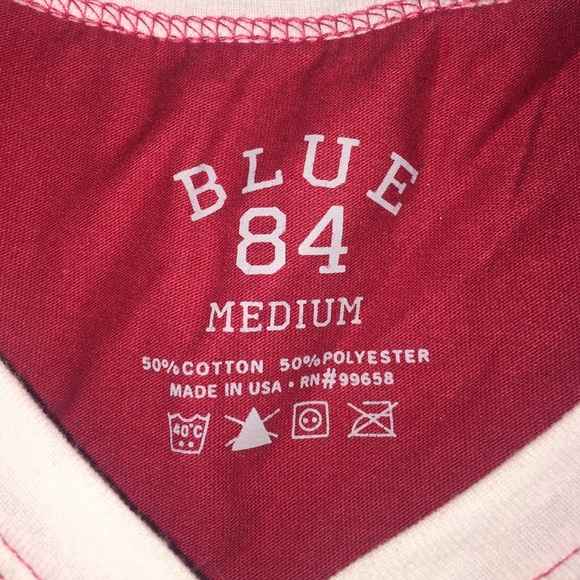 BLUE
84
MEDIUM
50% COTTON 50% POLYESTER
MADE IN USA • RN#99658
40°C